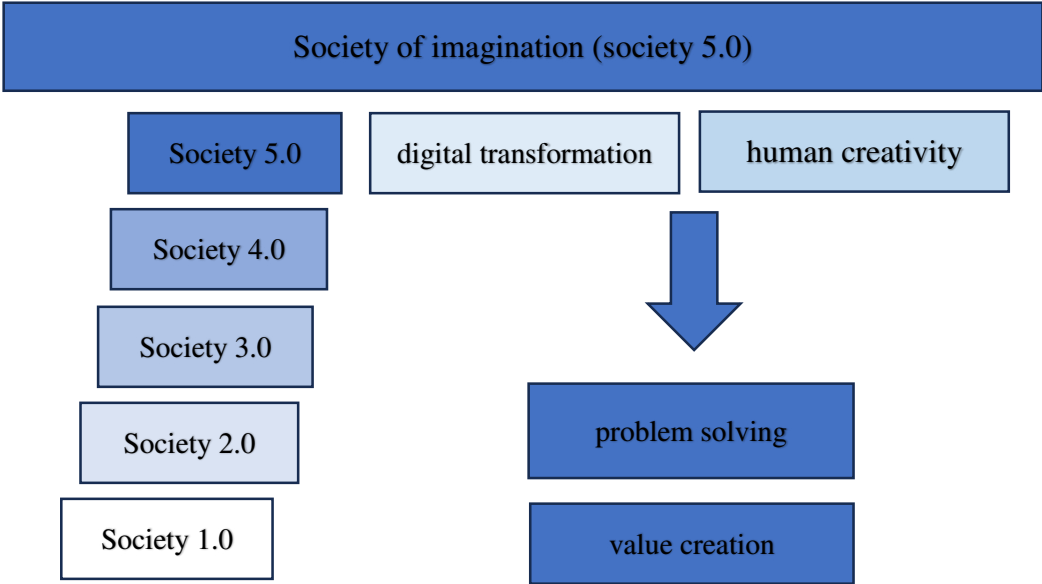 Society of imagination (society 5.0)
Society 5.0
digital transformation
human creativity
Society 4.0
Society 3.0
Society 2.0
Society 1.0
problem solving
value creation